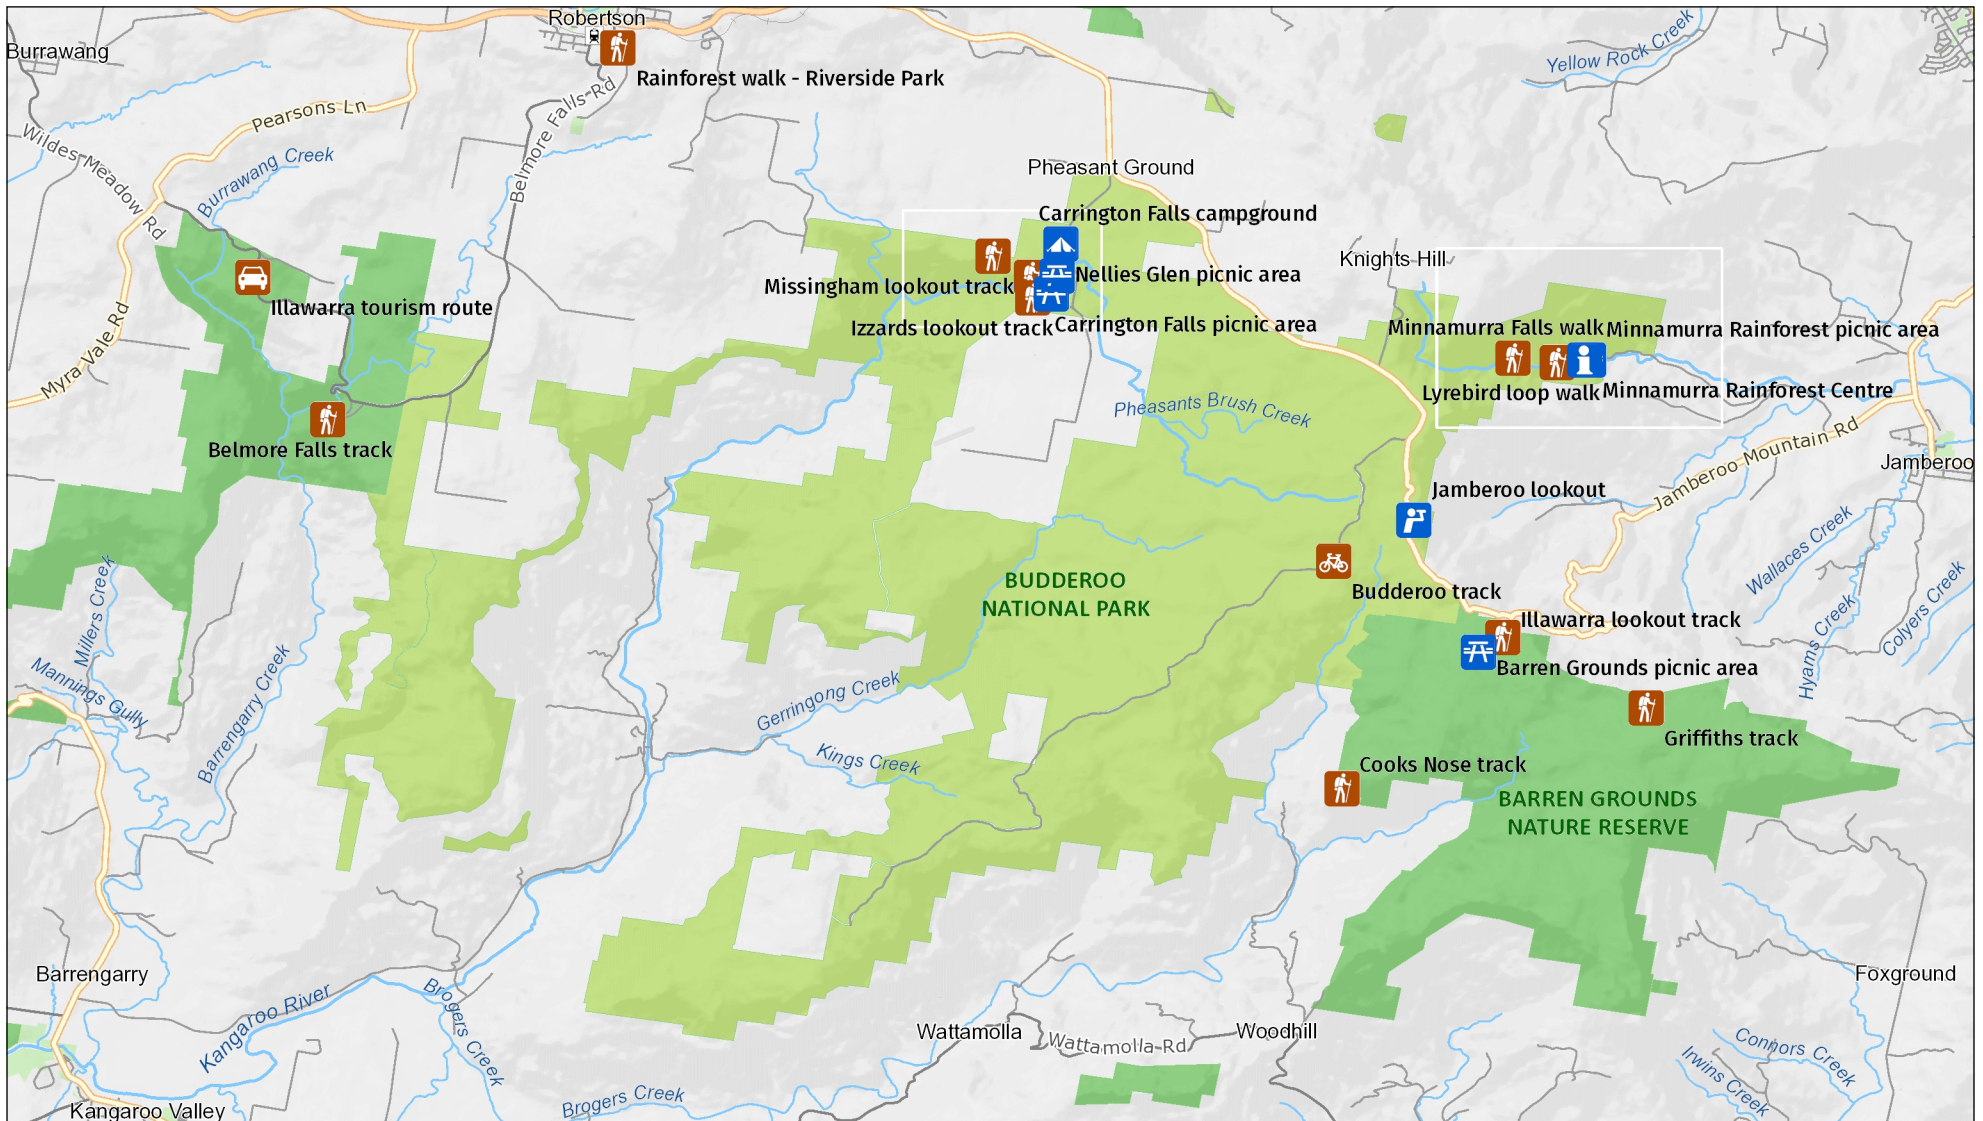 Robertson
Burrawang
Rainforest walk - Riverside Park
Yellow Rock Creek
Pearsons Ln
Belmore Falls Rd
Wildes Meadow Rd
Burrawang Creek
Pheasant Ground
Carrington Falls campground
Knights Hill
Missingham lookout track
Nellies Glen picnic area
Illawarra tourism route
Izzards lookout track
Carrington Falls picnic area
Minnamurra Falls walk
Minnamurra Rainforest picnic area
Myra Vale Rd
Lyrebird loop walk
Minnamurra Rainforest Centre
Pheasants Brush Creek
Belmore Falls track
Jamberoo Mountain Rd
Jamberoo
Jamberoo lookout
Wallaces Creek
BUDDEROO
NATIONAL PARK
Budderoo track
Colyers Creek
Millers Creek
Illawarra lookout track
Hyams Creek
Barren Grounds picnic area
Mannings Gully
Barrengarry Creek
Gerringong Creek
Griffiths track
Kings Creek
Cooks Nose track
BARREN GROUNDS
NATURE RESERVE
Barrengarry
Foxground
Kangaroo River
Brogers Creek
Wattamolla
Wattamolla Rd
Woodhill
Connors Creek
Irwins Creek
Brogers Creek
Kangaroo Valley